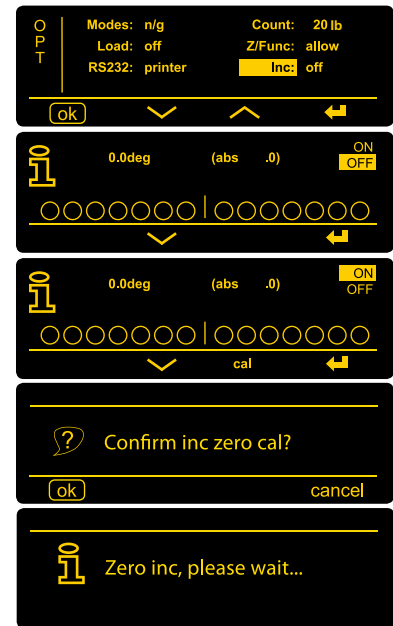 OPT
Modes: n/g Count: 20 lb
Load: off Z/Func: allow
RS232: printer Inc: off
ok
0.0deg (abs .0) ON
OFF
0.0deg (abs .0) ON
OFF
cal
? Confirm inc zero cal?
ok cancel
Zero inc, please wait...